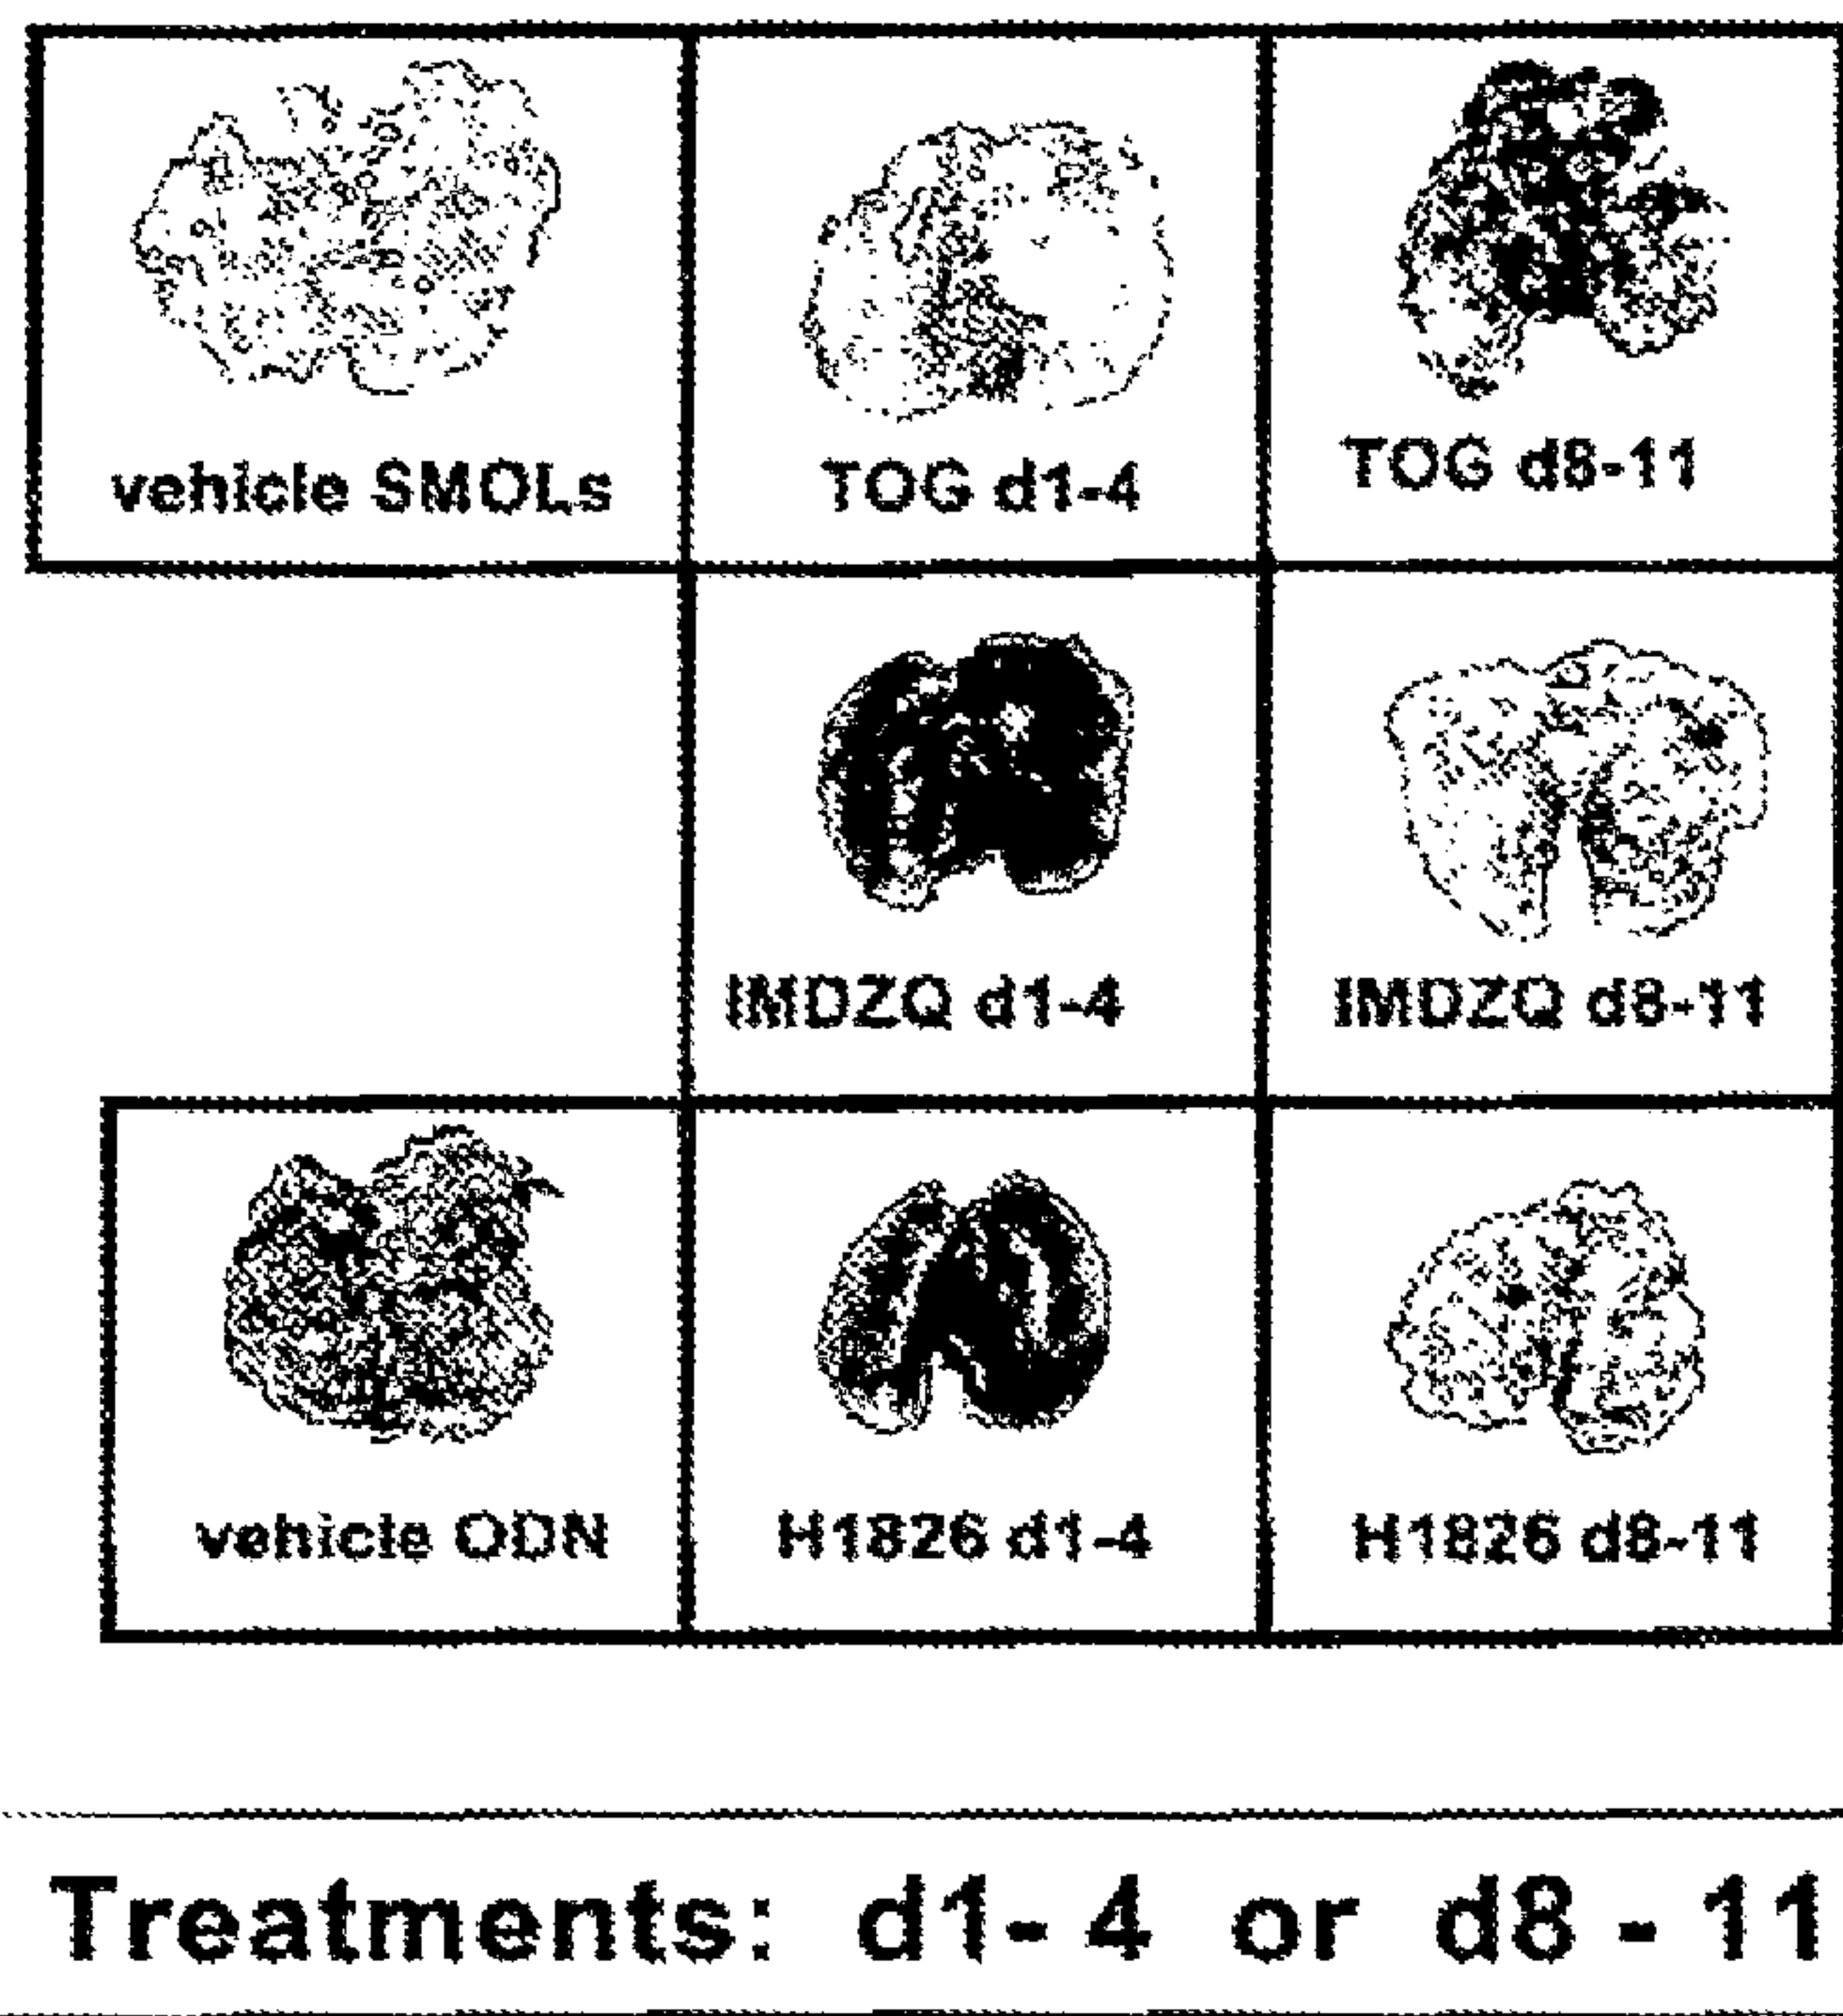 vehicle SMOLs
TOG d1-4
TOG d8-11
IMDZQ d1-4
IMDZQ d8-11
vehicle ODN
H1826 d1-4
H1826 d8-11
Treatments: d1-4 or d8-11